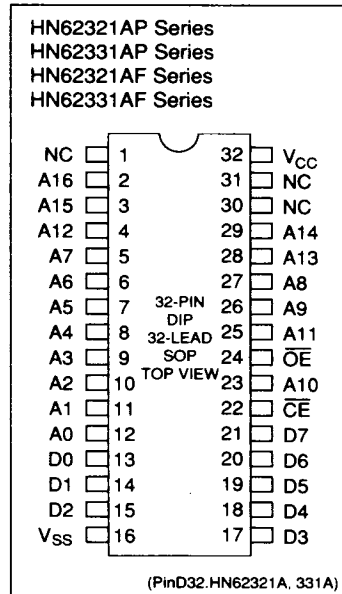 HN62321AP Series
HN62331AP Series
HN62321AF Series
HN62331AF Series
NC 1 32 VCC
A16 2 31 NC
A15 3 30 NC
A12 4 29 A14
A7 5 28 A13
A6 6 27 A8
A5 7 32-PIN 26 A9
DIP
A4 8 32-LEAD 25 A11
A3 9 SOP 24 OE
TOP VIEW
A2 10 23 A10
A1 11 22 CE
A0 12 21 D7
D0 13 20 D6
D1 14 19 D5
D2 15 18 D4
VSS 16 17 D3
(PinD32.HN62321A, 331A)